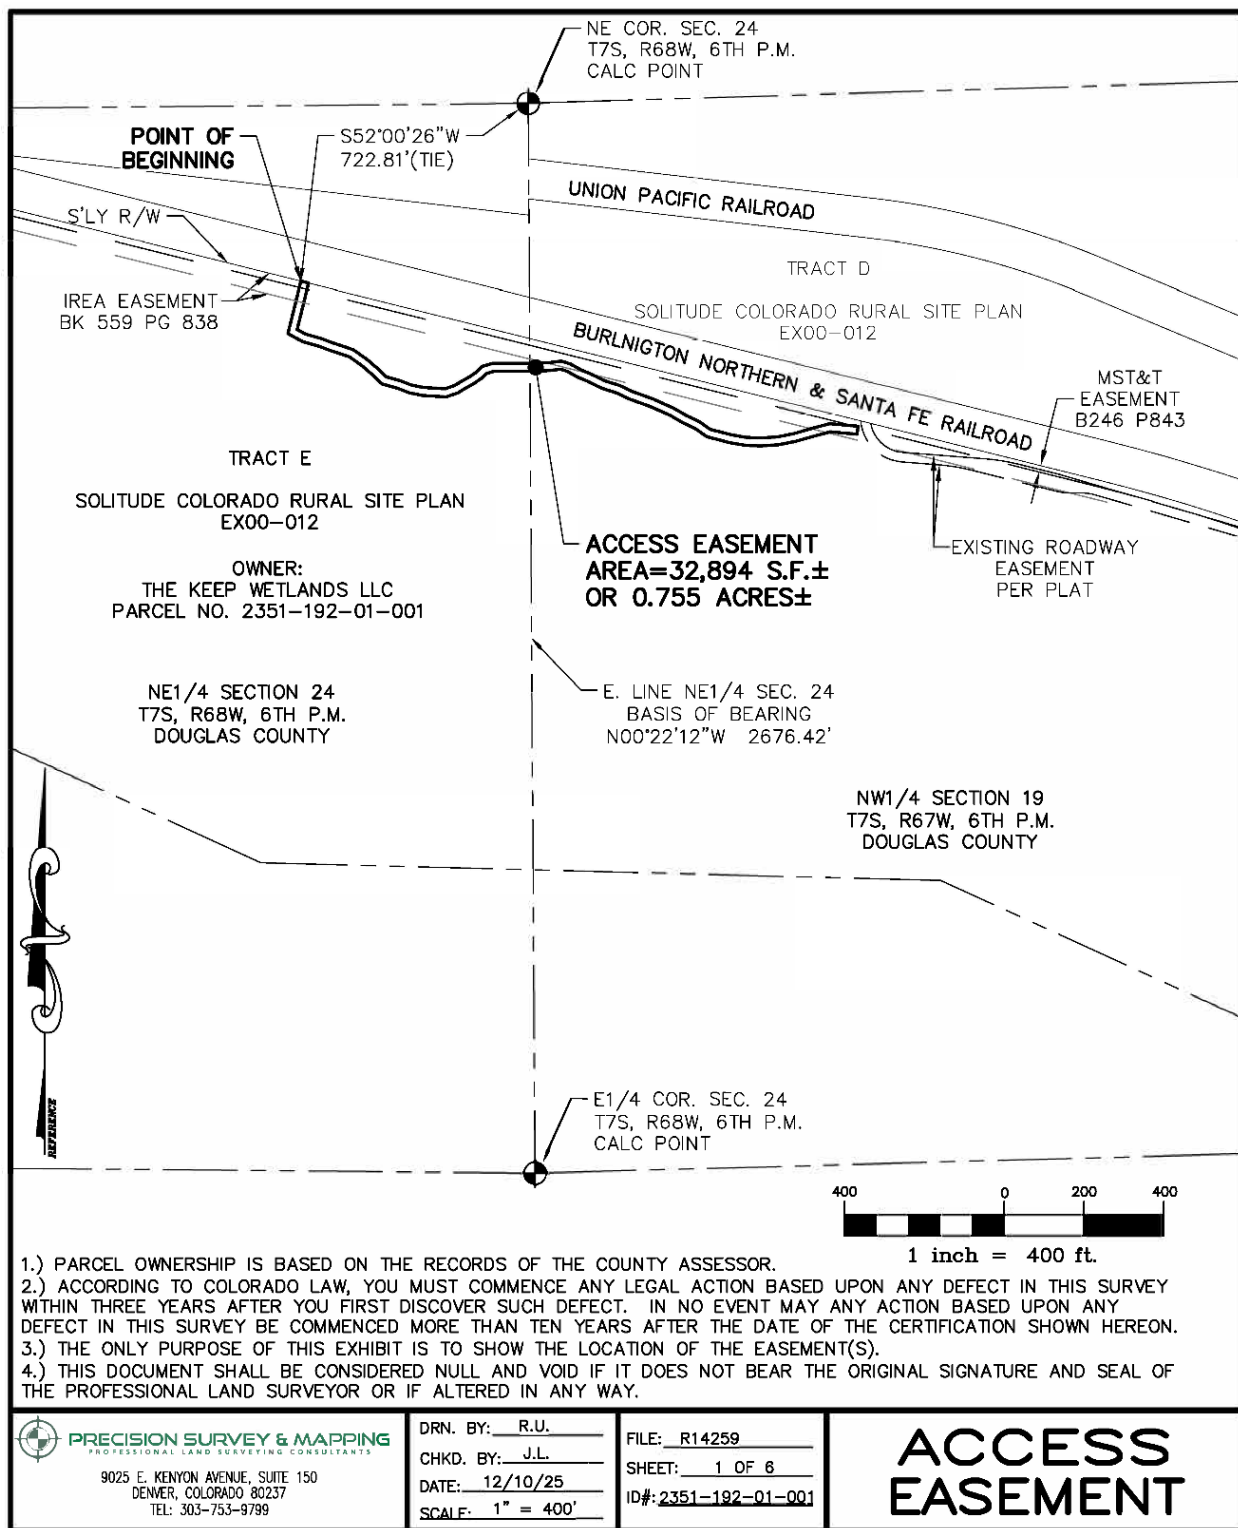 NE COR. SEC. 24
T7S, R68W, 6TH P.M.
CALC POINT
POINT OF
BEGINNING
S52°00'26"W
722.81'(TIE)
UNION PACIFIC RAILROAD
S'LY R/W
TRACT D
IREA EASEMENT
BK 559 PG 838
SOLITUDE COLORADO RURAL SITE PLAN
EX00-012
BURLNIGTON NORTHERN & SANTA FE RAILROAD
MST&T
EASEMENT
B246 P843
TRACT E
SOLITUDE COLORADO RURAL SITE PLAN
EX00-012
OWNER:
THE KEEP WETLANDS LLC
PARCEL NO. 2351-192-01-001
ACCESS EASEMENT
AREA=32,894 S.F.±
OR 0.755 ACRES±
EXISTING ROADWAY
EASEMENT
PER PLAT
NE1/4 SECTION 24
T7S, R68W, 6TH P.M.
DOUGLAS COUNTY
E. LINE NE1/4 SEC. 24
BASIS OF BEARING
N00°22'12"W 2676.42'
NW1/4 SECTION 19
T7S, R67W, 6TH P.M.
DOUGLAS COUNTY
REFERENCE
E1/4 COR. SEC. 24
T7S, R68W, 6TH P.M.
CALC POINT
400 0 200 400
1 inch = 400 ft.
1.) PARCEL OWNERSHIP IS BASED ON THE RECORDS OF THE COUNTY ASSESSOR.
2.) ACCORDING TO COLORADO LAW, YOU MUST COMMENCE ANY LEGAL ACTION BASED UPON ANY DEFECT IN THIS SURVEY
WITHIN THREE YEARS AFTER YOU FIRST DISCOVER SUCH DEFECT. IN NO EVENT MAY ANY ACTION BASED UPON ANY
DEFECT IN THIS SURVEY BE COMMENCED MORE THAN TEN YEARS AFTER THE DATE OF THE CERTIFICATION SHOWN HEREON.
3.) THE ONLY PURPOSE OF THIS EXHIBIT IS TO SHOW THE LOCATION OF THE EASEMENT(S).
4.) THIS DOCUMENT SHALL BE CONSIDERED NULL AND VOID IF IT DOES NOT BEAR THE ORIGINAL SIGNATURE AND SEAL OF
THE PROFESSIONAL LAND SURVEYOR OR IF ALTERED IN ANY WAY.
PRECISION SURVEY & MAPPING
PROFESSIONAL LAND SURVEYING CONSULTANTS
9025 E. KENYON AVENUE, SUITE 150
DENVER, COLORADO 80237
TEL: 303-753-9799
DRN. BY: R.U.
CHKD. BY: J.L.
DATE: 12/10/25
SCALE: 1" = 400'
FILE: R14259
SHEET: 1 OF 6
ID#: 2351-192-01-001
ACCESS
EASEMENT